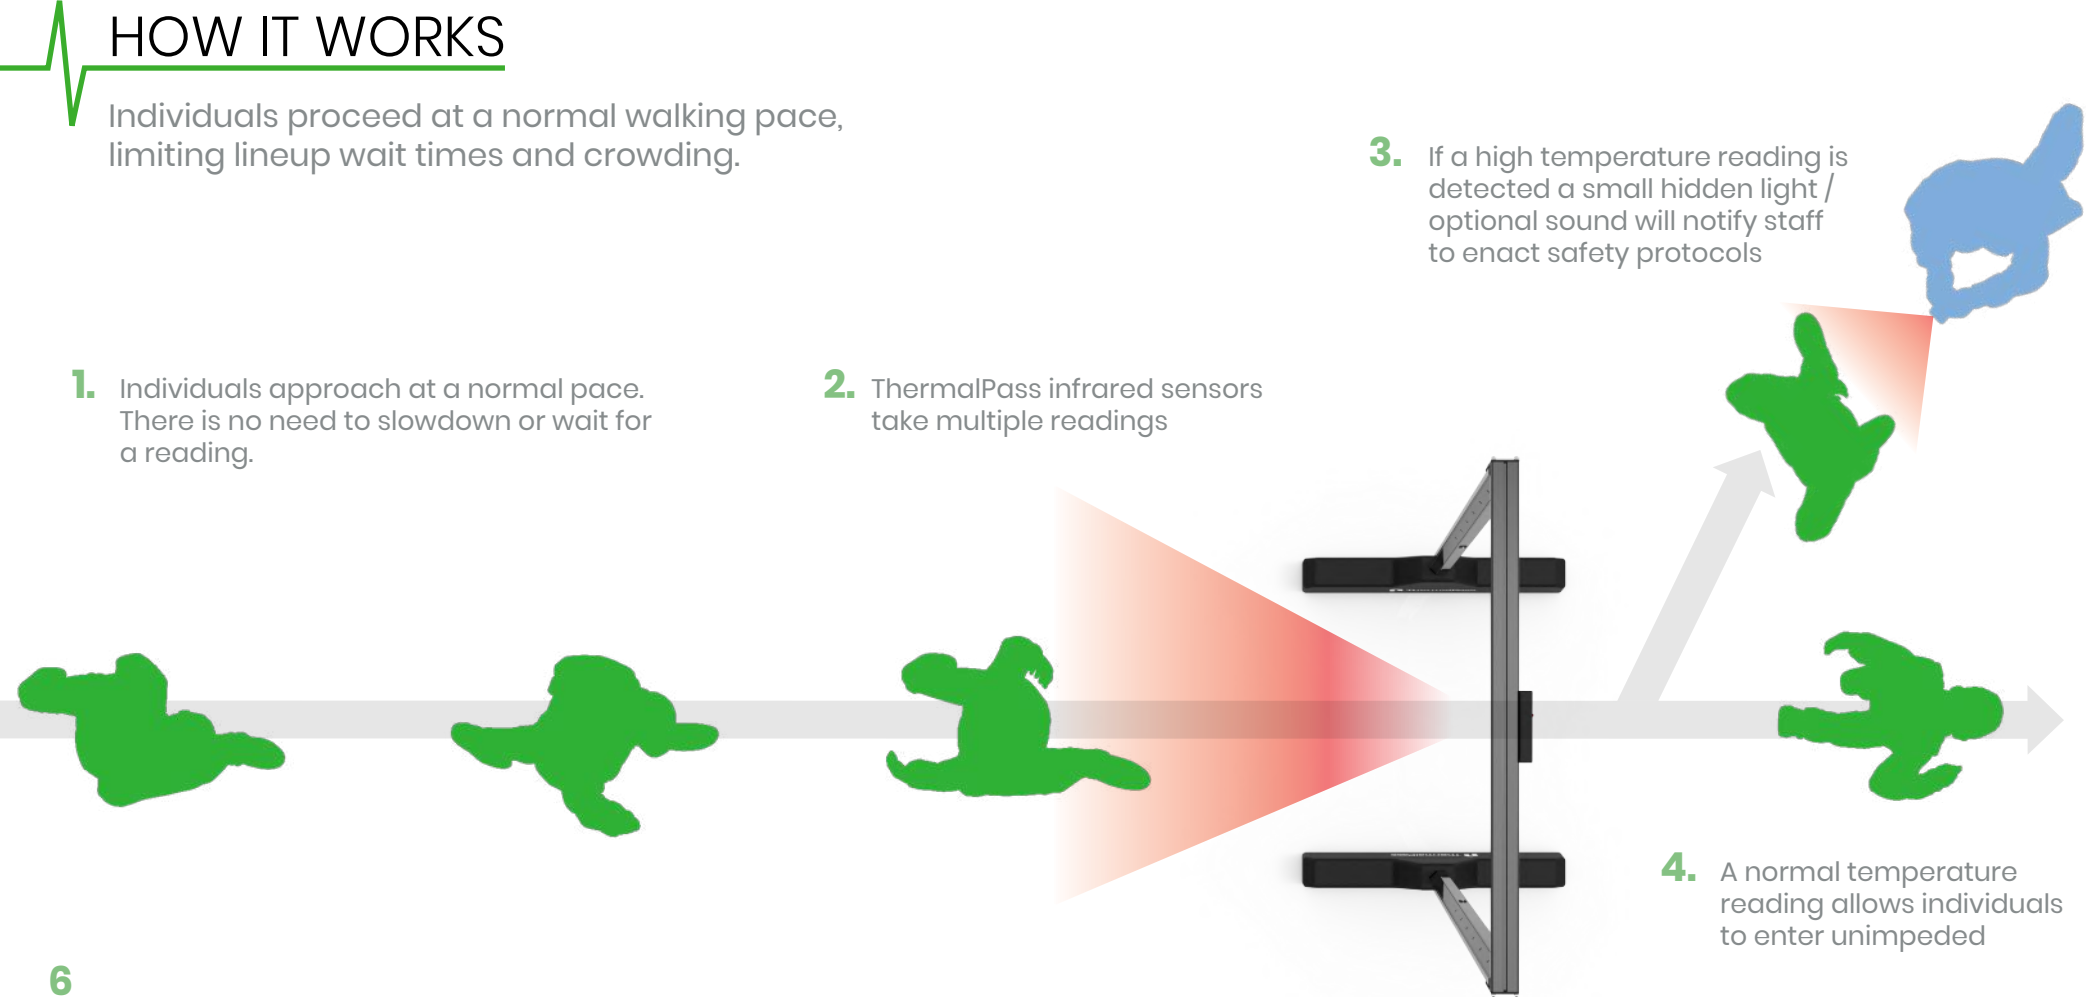 HOW IT WORKS
Individuals proceed at a normal walking pace,
limiting lineup wait times and crowding.
1. Individuals approach at a normal pace.
There is no need to slowdown or wait for
a reading.
2. ThermalPass infrared sensors
take multiple readings
3. If a high temperature reading is
detected a small hidden light /
optional sound will notify staff
to enact safety protocols
4. A normal temperature
reading allows individuals
to enter unimpeded
6